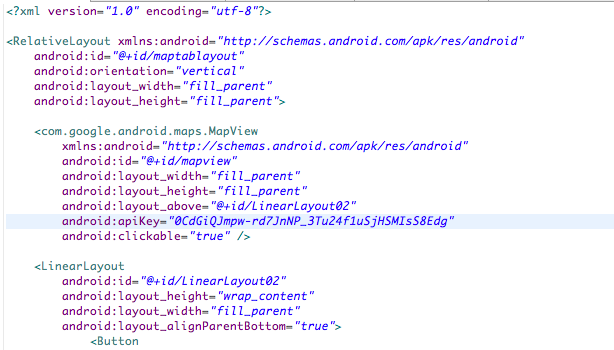 <?xml version="1.0" encoding="utf-8"?>
<RelativeLayout xmlns:android="http://schemas.android.com/apk/res/android"
android:id="@+id/maptablayout"
android:orientation="vertical"
android:layout_width="fill_parent"
android:layout_height="fill_parent">
<com.google.android.maps.MapView
xmlns:android="http://schemas.android.com/apk/res/android"
android:id="@+id/mapview"
android:layout_width="fill_parent"
android:layout_height="fill_parent"
android:layout_above="@+id/LinearLayout02"
android:apiKey="0CdGiQJmpw-rd7JnNP_3Tu24f1uSjHSMIsS8Edg"
android:clickable="true" />
<LinearLayout
android:id="@+id/LinearLayout02"
android:layout_height="wrap_content"
android:layout_width="fill_parent"
android:layout_alignParentBottom="true">
<Button